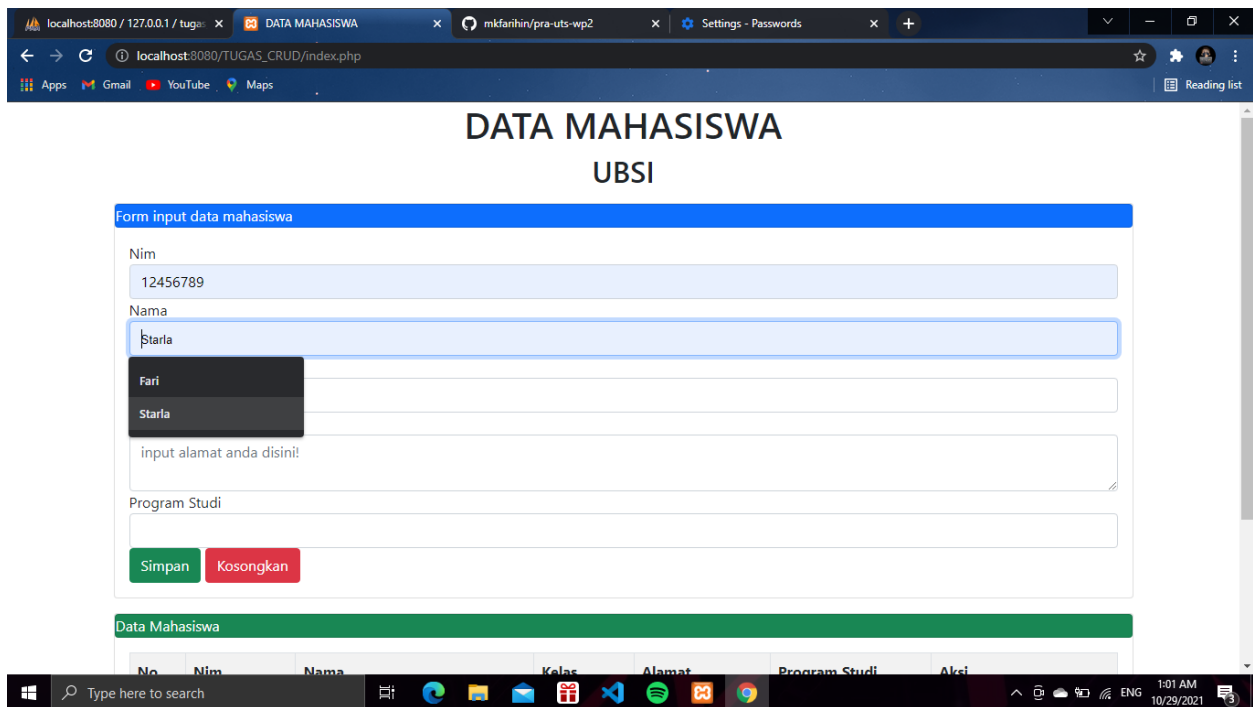 localhost:8080 / 127.0.0.1 / tugas
DATA MAHASISWA
mkfarihin/pra-uts-wp2
Settings - Passwords
localhost:8080/TUGAS_CRUD/index.php
Apps
Gmail
YouTube
Maps
Reading list
DATA MAHASISWA
UBSI
Form input data mahasiswa
Nim
12456789
Nama
Starla
Fari
Starla
input alamat anda disini!
Program Studi
Simpan
Kosongkan
Data Mahasiswa
No Nim Nama Kelas Alamat Program Studi Aksi
Type here to search
ENG
1:01 AM
10/29/2021
3